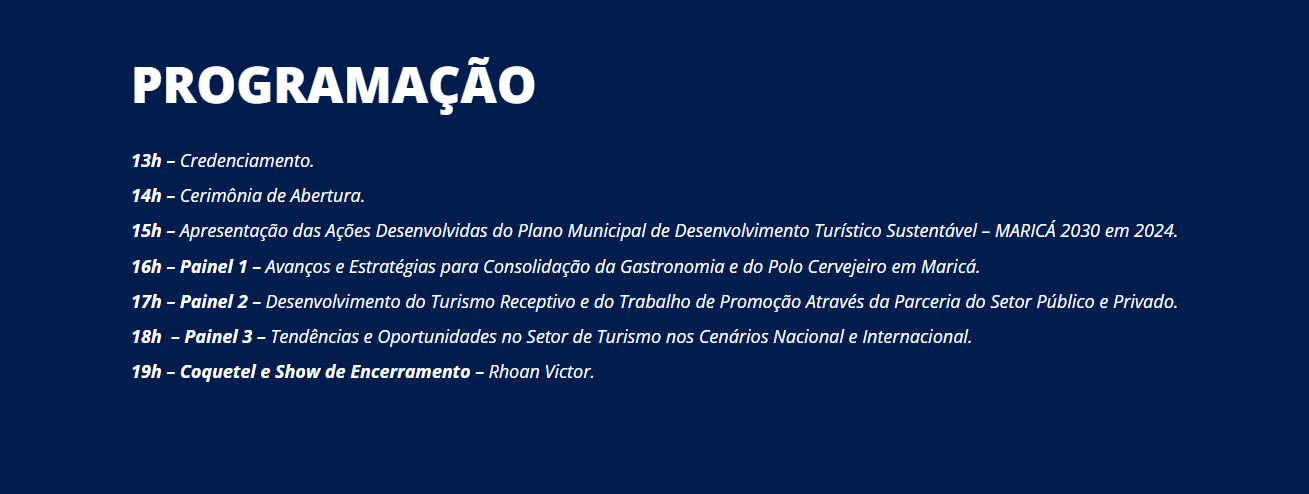 PROGRAMAÇÃO
13h – Credenciamento.
14h – Cerimônia de Abertura.
15h – Apresentação das Ações Desenvolvidas do Plano Municipal de Desenvolvimento Turístico Sustentável – MARICÁ 2030 em 2024.
16h – Painel 1 – Avanços e Estratégias para Consolidação da Gastronomia e do Polo Cervejeiro em Maricá.
17h – Painel 2 – Desenvolvimento do Turismo Receptivo e do Trabalho de Promoção Através da Parceria do Setor Público e Privado.
18h – Painel 3 – Tendências e Oportunidades no Setor de Turismo nos Cenários Nacional e Internacional.
19h – Coquetel e Show de Encerramento – Rhoan Victor.